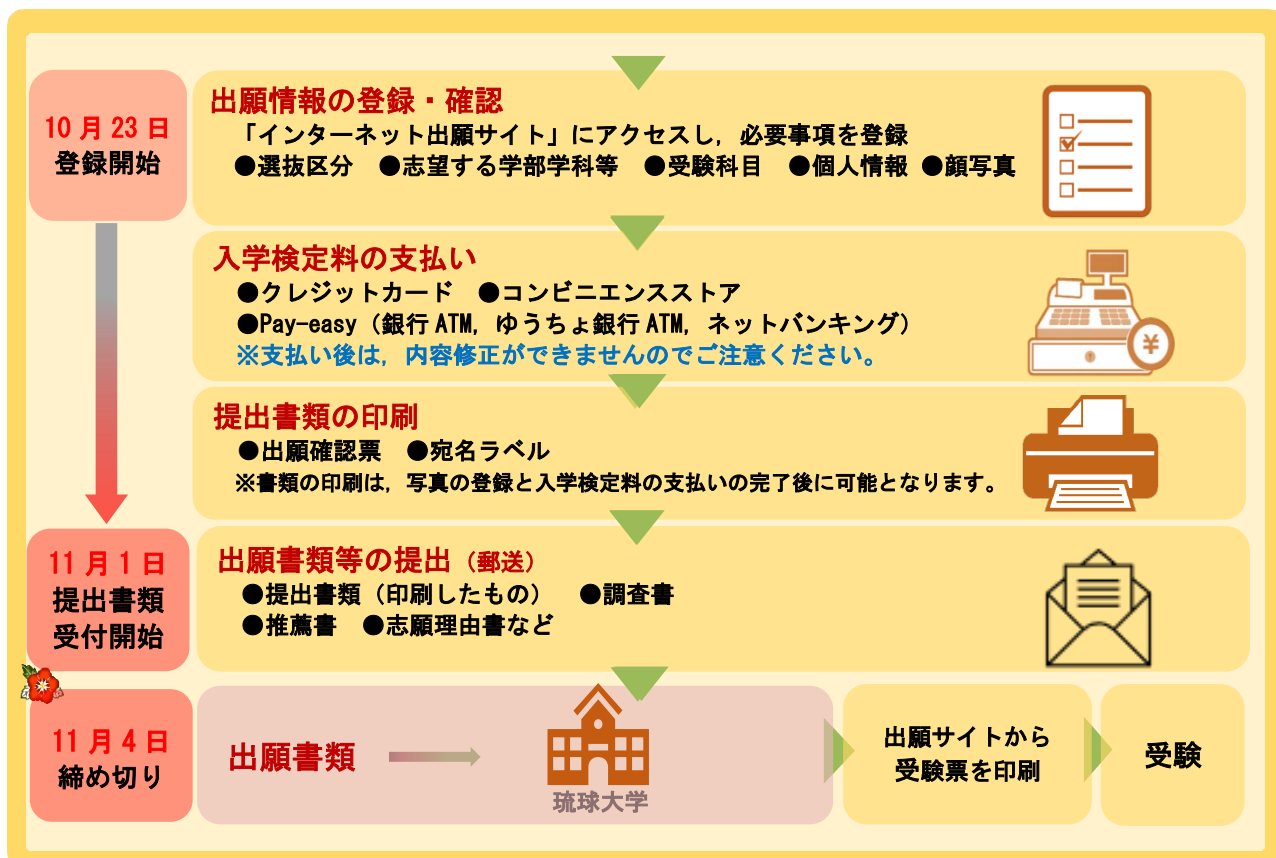 10月23日
登録開始
出願情報の登録・確認
「インターネット出願サイト」にアクセスし,必要事項を登録
●選抜区分 ●志望する学部学科等 ●受験科目 ●個人情報 ●顔写真
入学検定料の支払い
●クレジットカード ●コンビニエンスストア
●Pay-easy(銀行ATM,ゆうちょ銀行ATM,ネットバンキング)
※支払い後は,内容修正ができませんのでご注意ください。
¥
提出書類の印刷
●出願確認票 ●宛名ラベル
※書類の印刷は,写真の登録と入学検定料の支払いの完了後に可能となります。
11月1日
提出書類
受付開始
出願書類等の提出(郵送)
●提出書類(印刷したもの) ●調査書
●推薦書 ●志願理由書など
11月4日
締め切り
出願書類
琉球大学
出願サイトから
受験票を印刷
受験